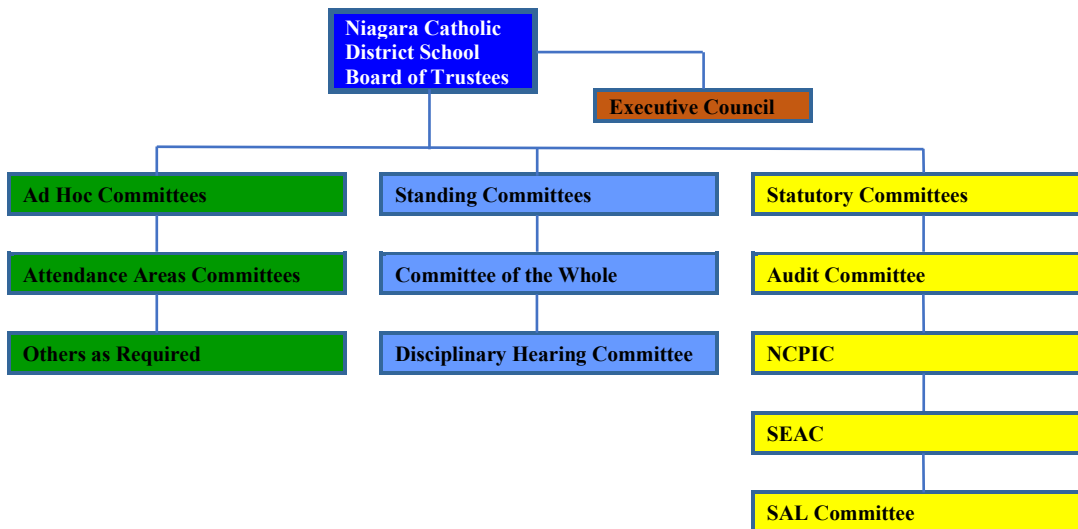 Niagara Catholic
District School
Board of Trustees
Executive Council
Ad Hoc Committees
Attendance Areas Committees
Others as Required
Standing Committees
Committee of the Whole
Disciplinary Hearing Committee
Statutory Committees
Audit Committee
NCPIC
SEAC
SAL Committee